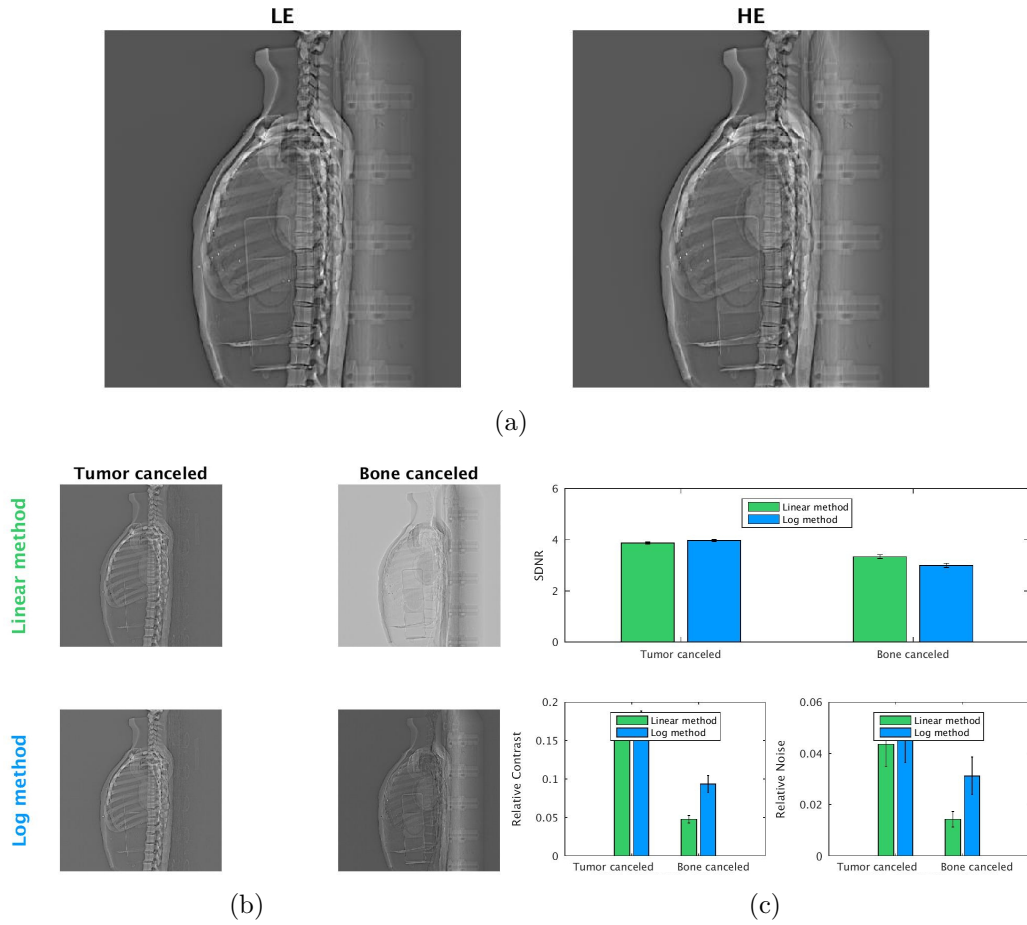 LE HE
(a)
Tumor canceled Bone canceled
Linear method
Log method
(b)
6
4
2
0
SDNR
Linear method
Log method
Tumor canceled Bone canceled
0.2
0.15
0.1
0.05
0
Relative Contrast
Linear method
Log method
Tumor canceled Bone canceled
0.06
0.04
0.02
0
Relative Noise
Linear method
Log method
Tumor canceled Bone canceled
(c)